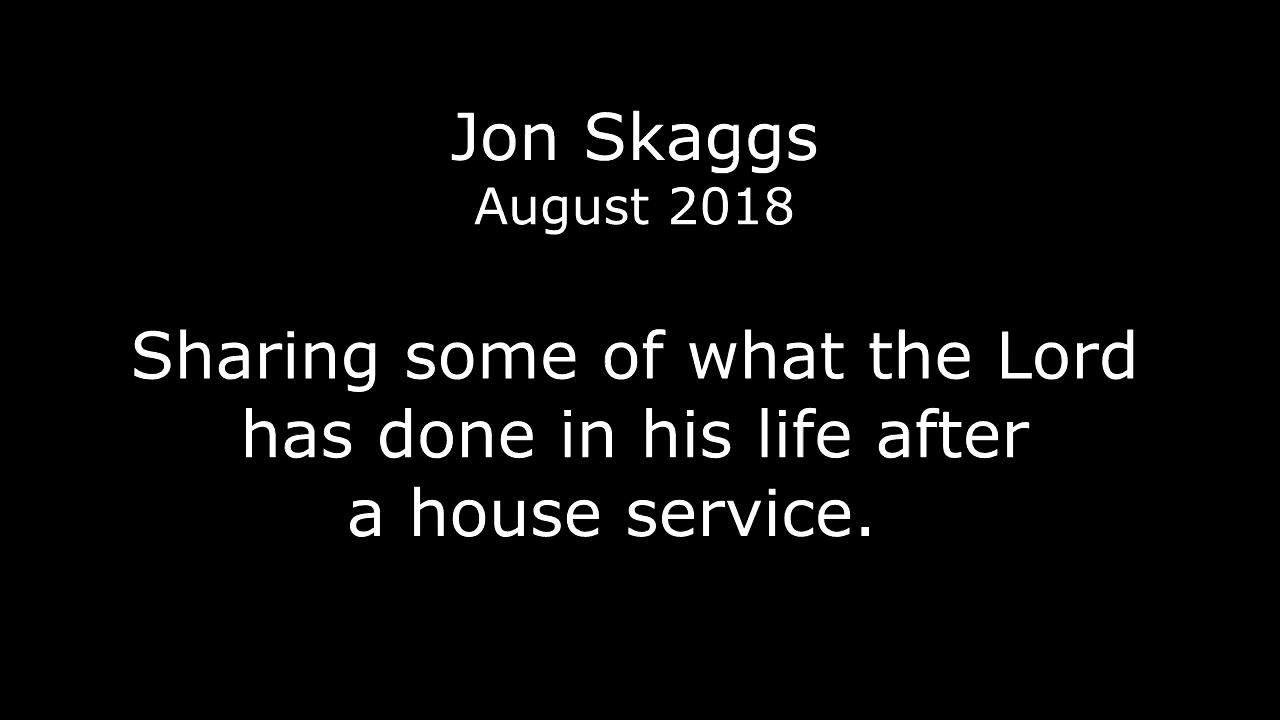 Jon Skaggs
August 2018
Sharing some of what the Lord
has done in his life after
a house service.